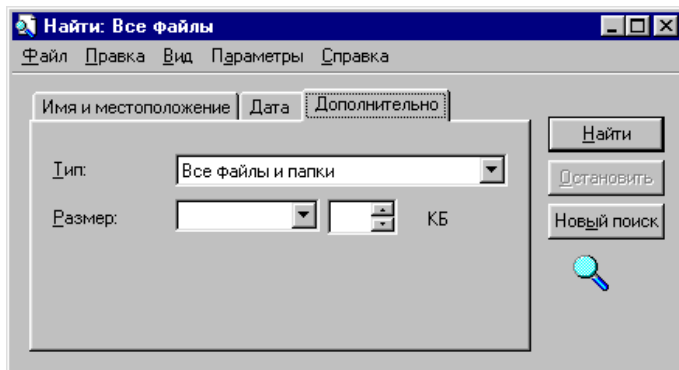 Найти: Все файлы
Файл Правка Вид Параметры Справка
Имя и местоположение Дата Дополнительно
Найти
Тип: Все файлы и папки
Остановить
Размер: КБ
Новый поиск